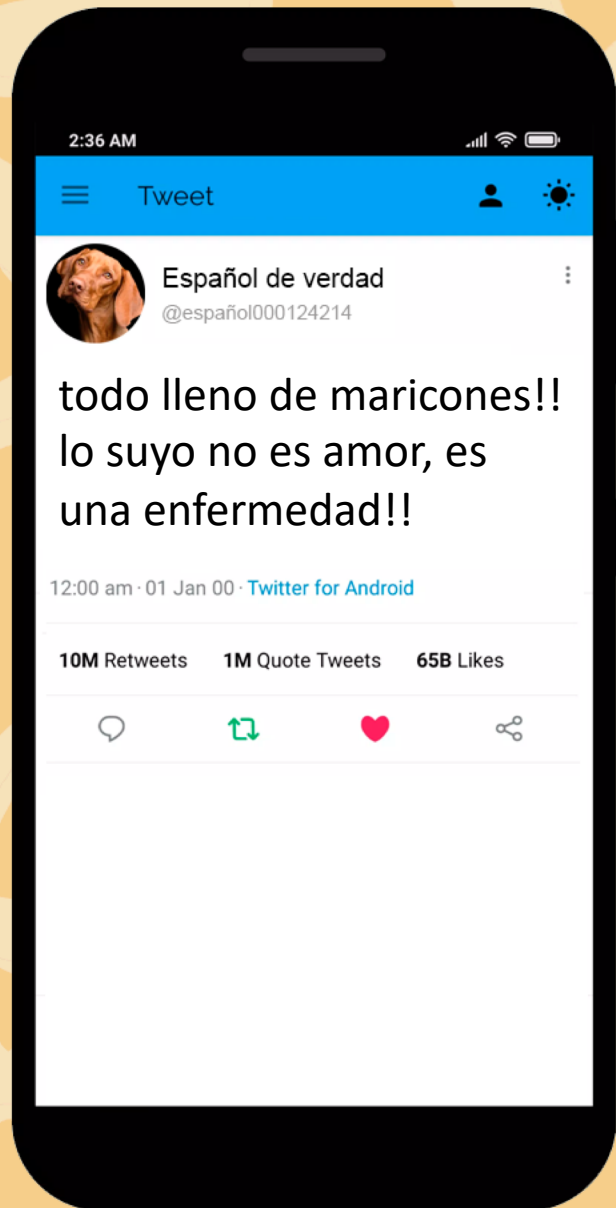 2:36 AM
Tweet
Español de verdad
@español000124214
todo lleno de maricones!!
lo suyo no es amor, es
una enfermedad!!
12:00 am · 01 Jan 00 · Twitter for Android
10M Retweets 1M Quote Tweets 65B Likes